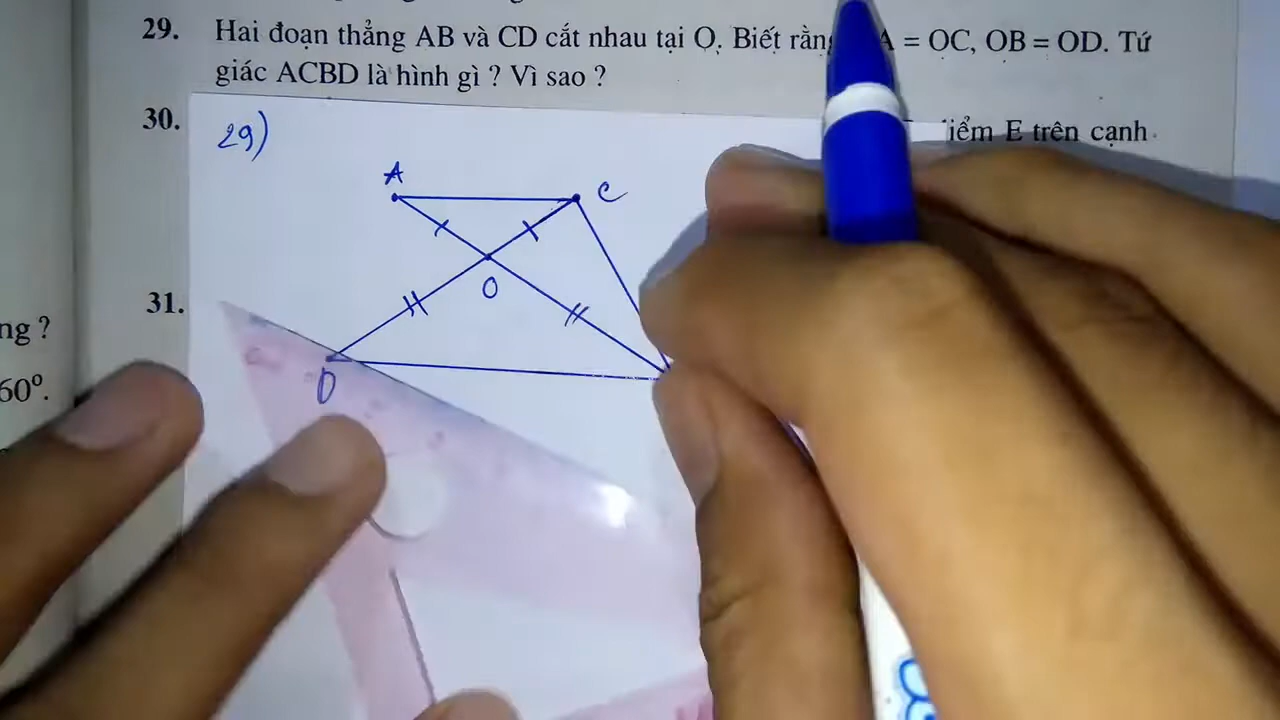 29. Hai đoạn thẳng AB và CD cắt nhau tại O. Biết rằng = OC, OB = OD. Tứ
giác ACBD là hình gì ? Vì sao ?
30. iểm E trên cạnh
29)
A
C
O
31.
D
ng ?
60°.